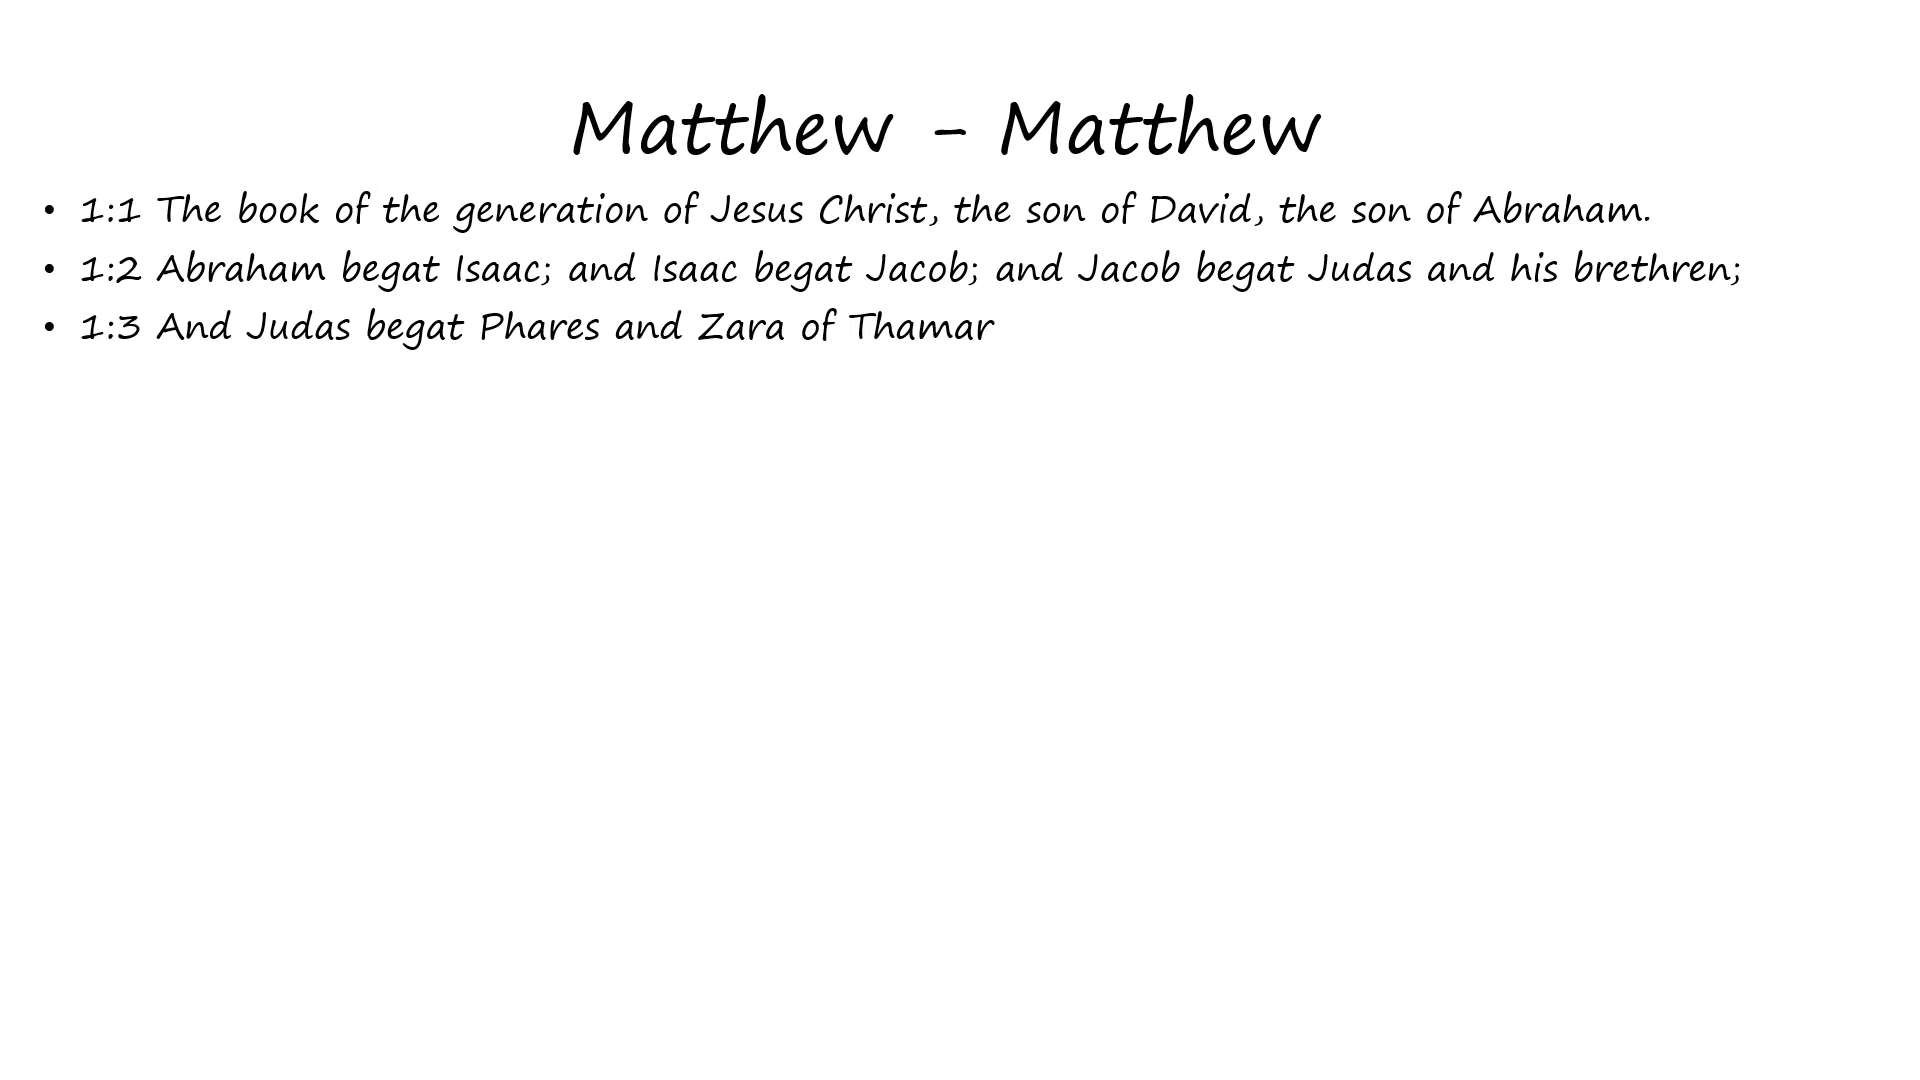 Matthew - Matthew
• 1:1 The book of the generation of Jesus Christ, the son of David, the son of Abraham.
• 1:2 Abraham begat Isaac; and Isaac begat Jacob; and Jacob begat Judas and his brethren;
• 1:3 And Judas begat Phares and Zara of Thamar